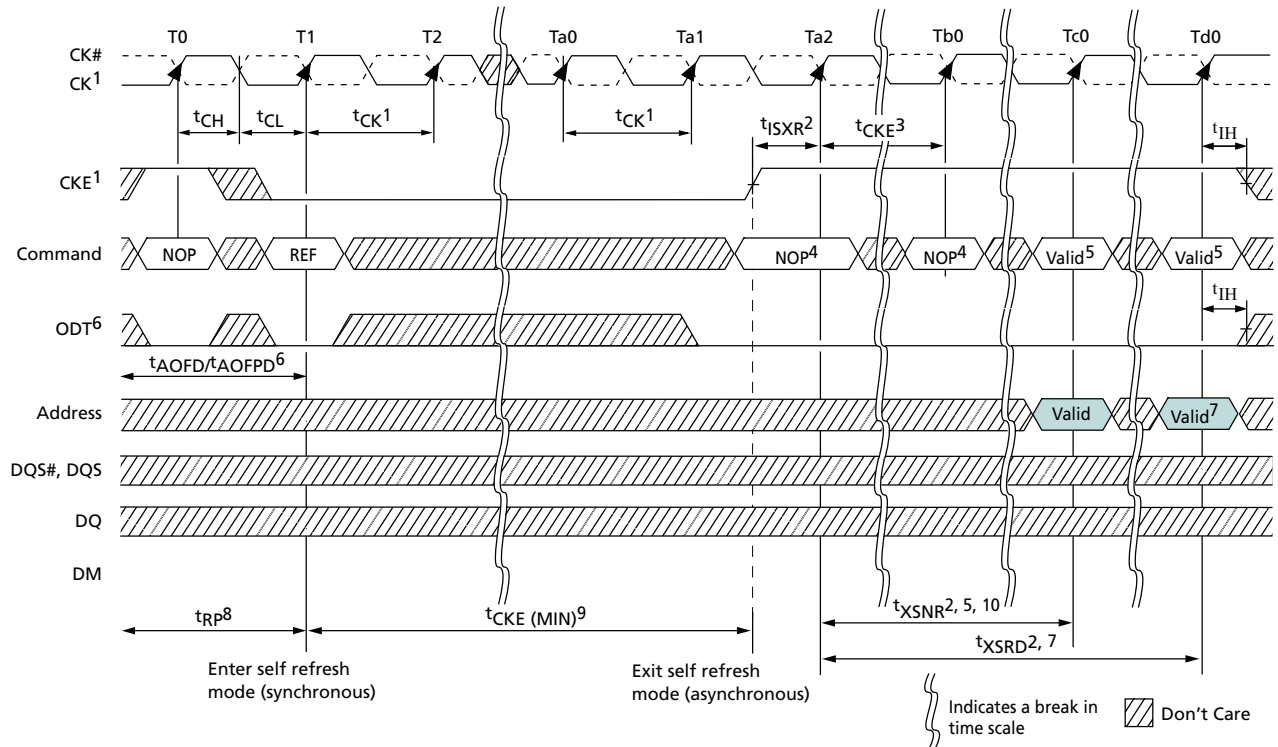 T0 T1 T2 Ta0 Ta1 Ta2 Tb0 Tc0 Td0
CK#
CK1
tCH tCL tCK1 tCK1 tISXR2 tCKE3 tIH
CKE1
Command NOP REF NOP4 NOP4 Valid5 Valid5
tIH
ODT6
tAOFD/tAOFPD6
Address Valid Valid7
DQS#, DQS
DQ
DM
tRP8 tCKE (MIN)9 tXSNR2, 5, 10
tXSRD2, 7
Enter self refresh
mode (synchronous)
Exit self refresh
mode (asynchronous)
Indicates a break in
time scale
Don't Care